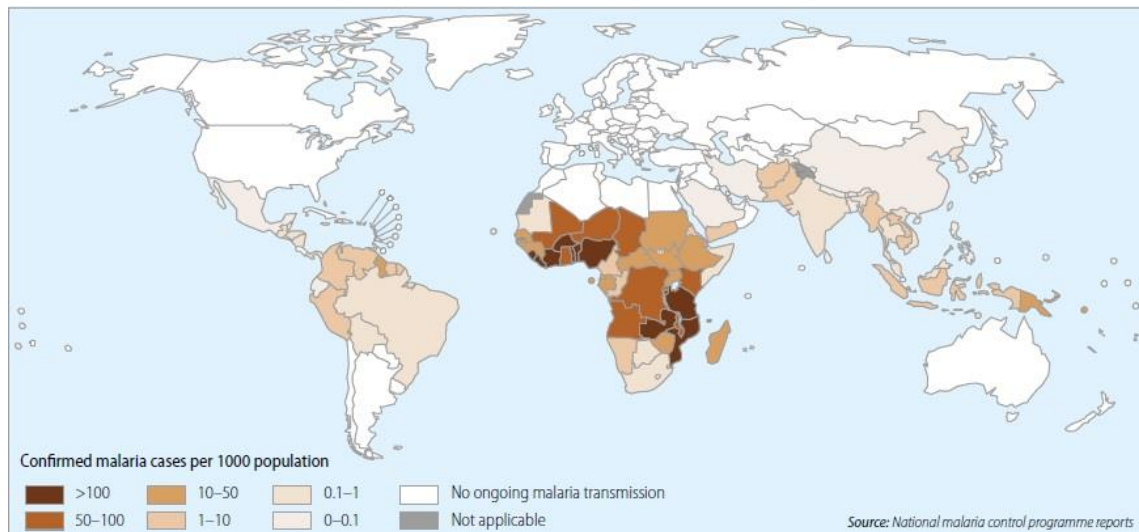 Confirmed malaria cases per 1000 population
>100 10–50 0.1–1 No ongoing malaria transmission
50–100 1–10 0–0.1 Not applicable
Source: National malaria control programme reports